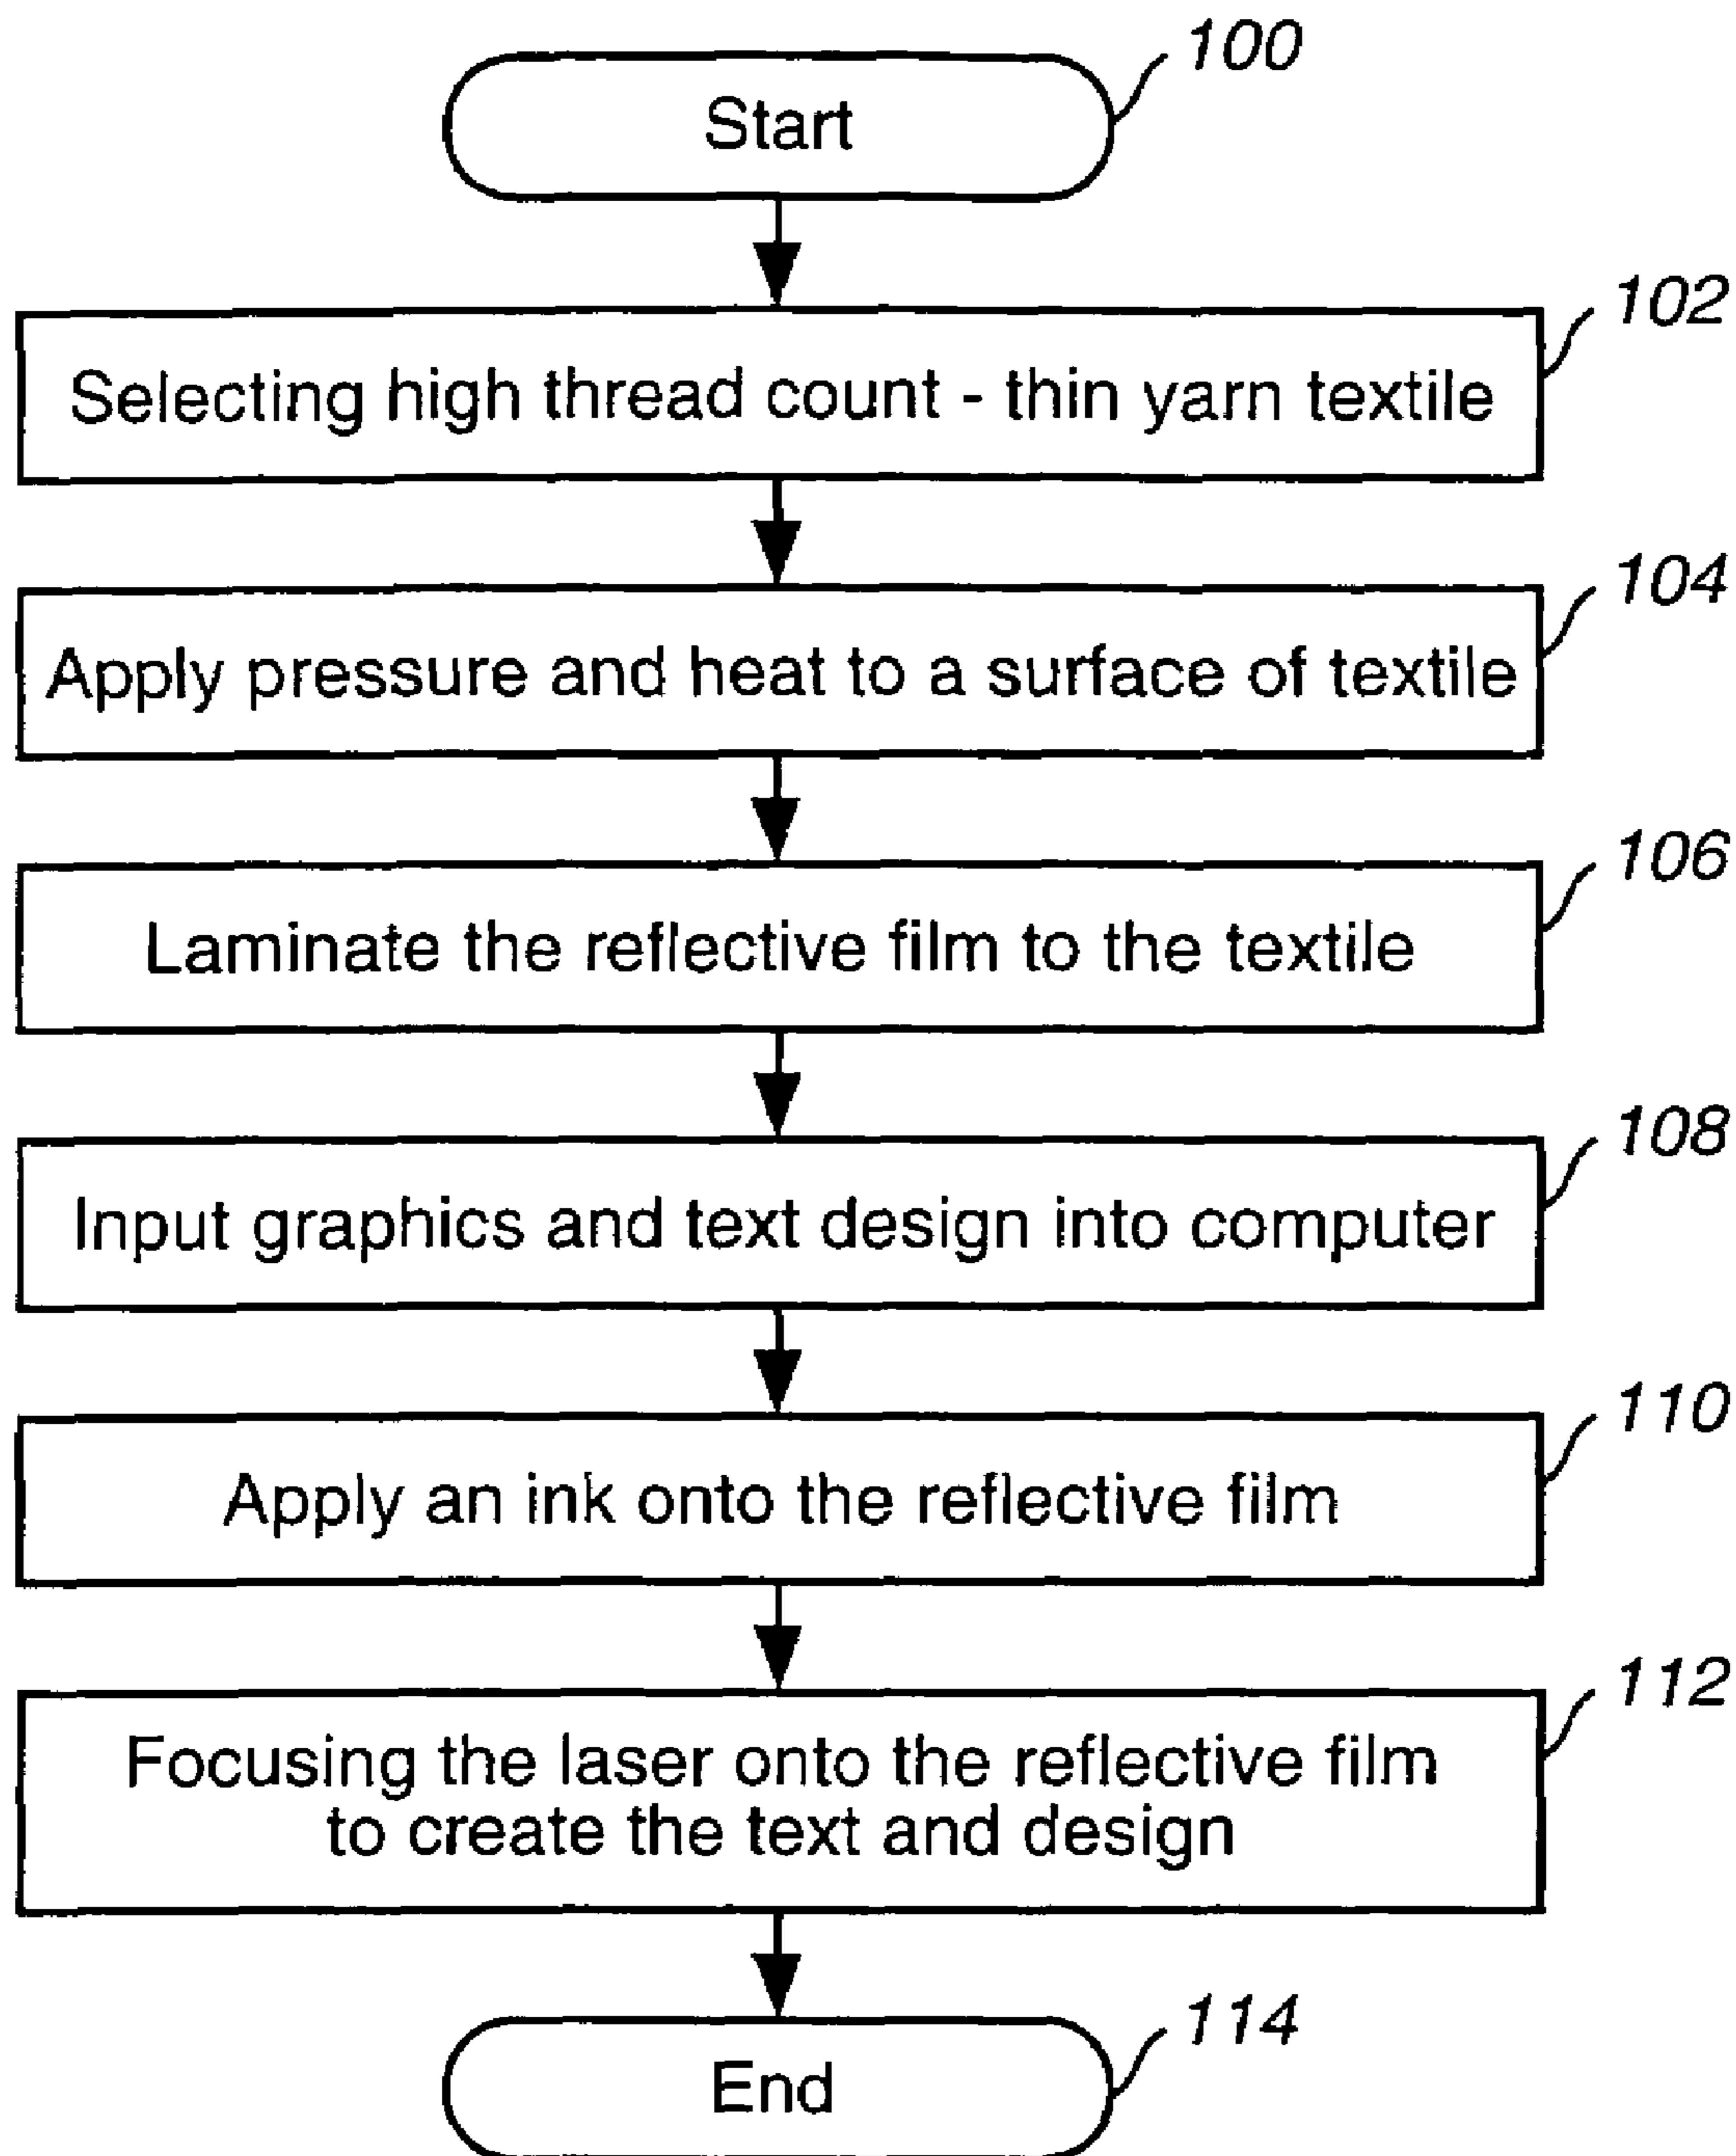 100
Start
102
Selecting high thread count - thin yarn textile
104
Apply pressure and heat to a surface of textile
106
Laminate the reflective film to the textile
108
Input graphics and text design into computer
110
Apply an ink onto the reflective film
112
Focusing the laser onto the reflective film
to create the text and design
114
End